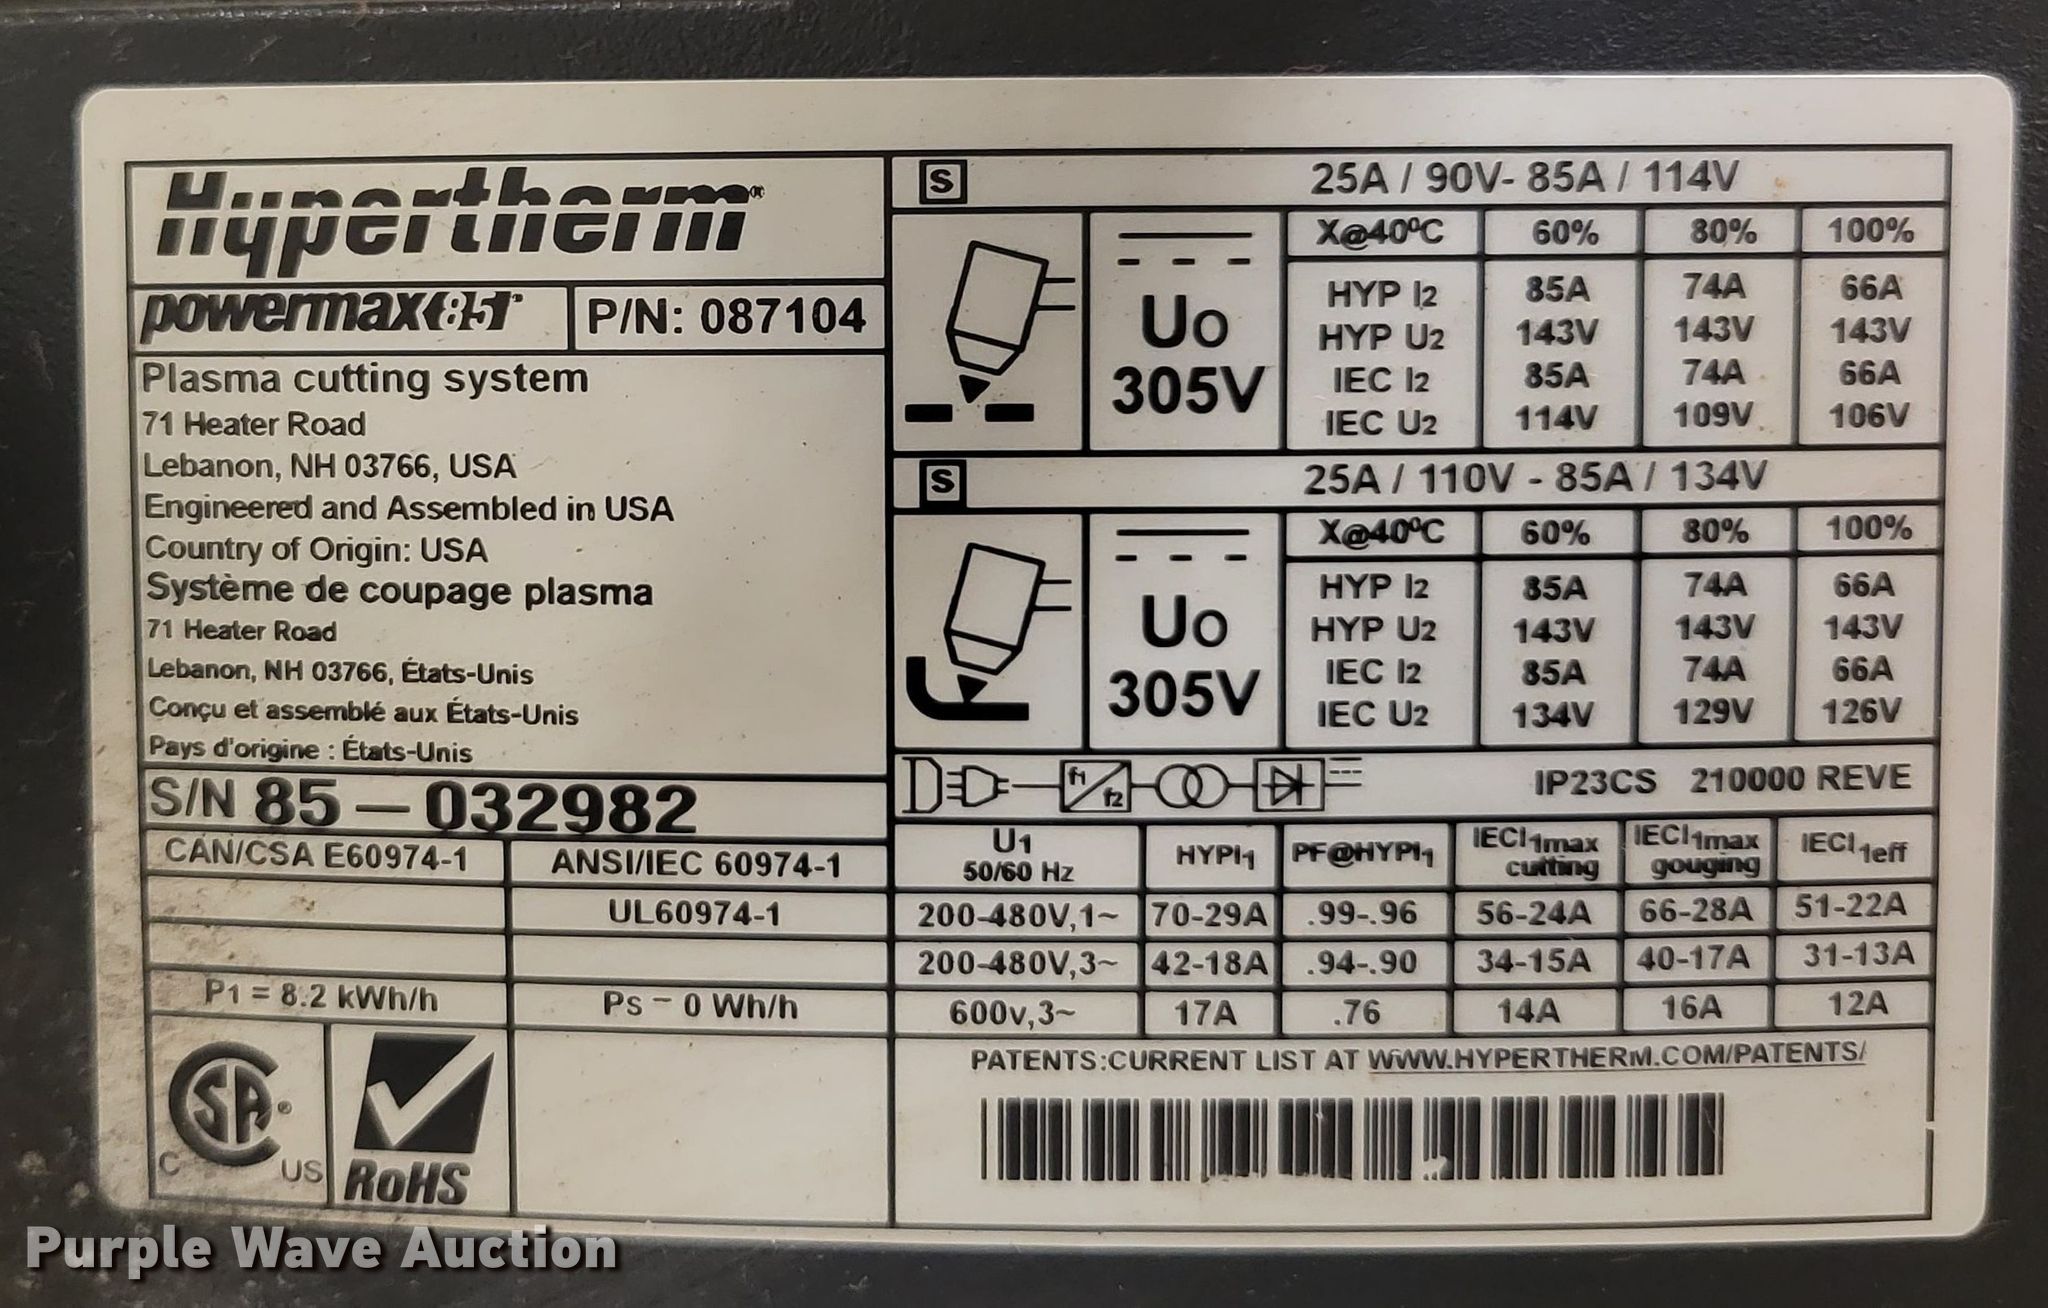 Hypertherm®
powermax85®
P/N: 087104
Plasma cutting system
71 Heater Road
Lebanon, NH 03766, USA
Engineered and Assembled in USA
Country of Origin: USA
Système de coupage plasma
71 Heater Road
Lebanon, NH 03766, États-Unis
Conçu et assemblé aux États-Unis
Pays d'origine : États-Unis
S/N 85-032982
CAN/CSA E60974-1 ANSI/IEC 60974-1
UL60974-1
P1 = 8.2 kWh/h Ps - 0 Wh/h
CSA® C US
RoHS
S 25A / 90V- 85A / 114V
X@40ºC 60% 80% 100%
U0 305V
HYP I2 85A 74A 66A
HYP U2 143V 143V 143V
IEC I2 85A 74A 66A
IEC U2 114V 109V 106V
S 25A / 110V - 85A / 134V
X@40ºC 60% 80% 100%
U0 305V
HYP I2 85A 74A 66A
HYP U2 143V 143V 143V
IEC I2 85A 74A 66A
IEC U2 134V 129V 126V
f1 f2 IP23CS 210000 REVE
U1 50/60 Hz HYPI1 PF@HYPI1 IECI1max cutting IECI1max gouging IECI1eff
200-480V,1~ 70-29A .99-.96 56-24A 66-28A 51-22A
200-480V,3~ 42-18A .94-.90 34-15A 40-17A 31-13A
600v,3~ 17A .76 14A 16A 12A
PATENTS:CURRENT LIST AT WWW.HYPERTHERM.COM/PATENTS/
Purple Wave Auction